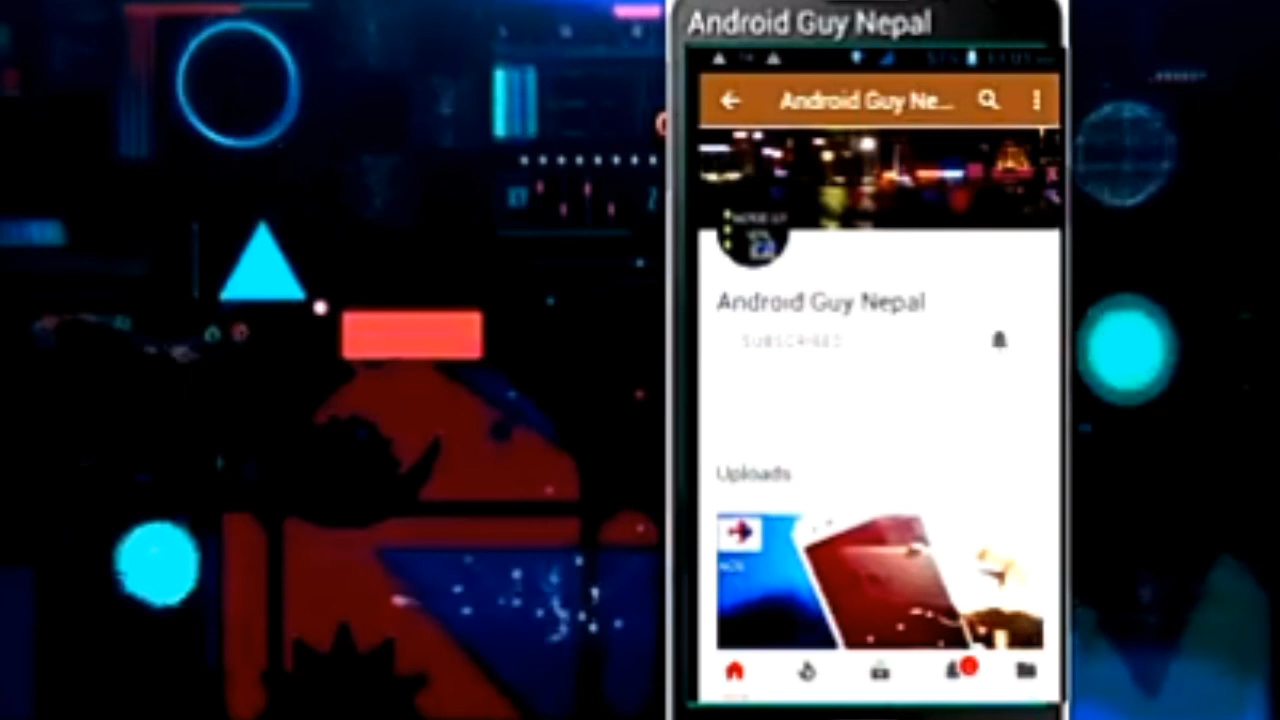 Android Guy Nepal
Android Guy Ne...
Android Guy Nepal
SUBSCRIBED
Uploads